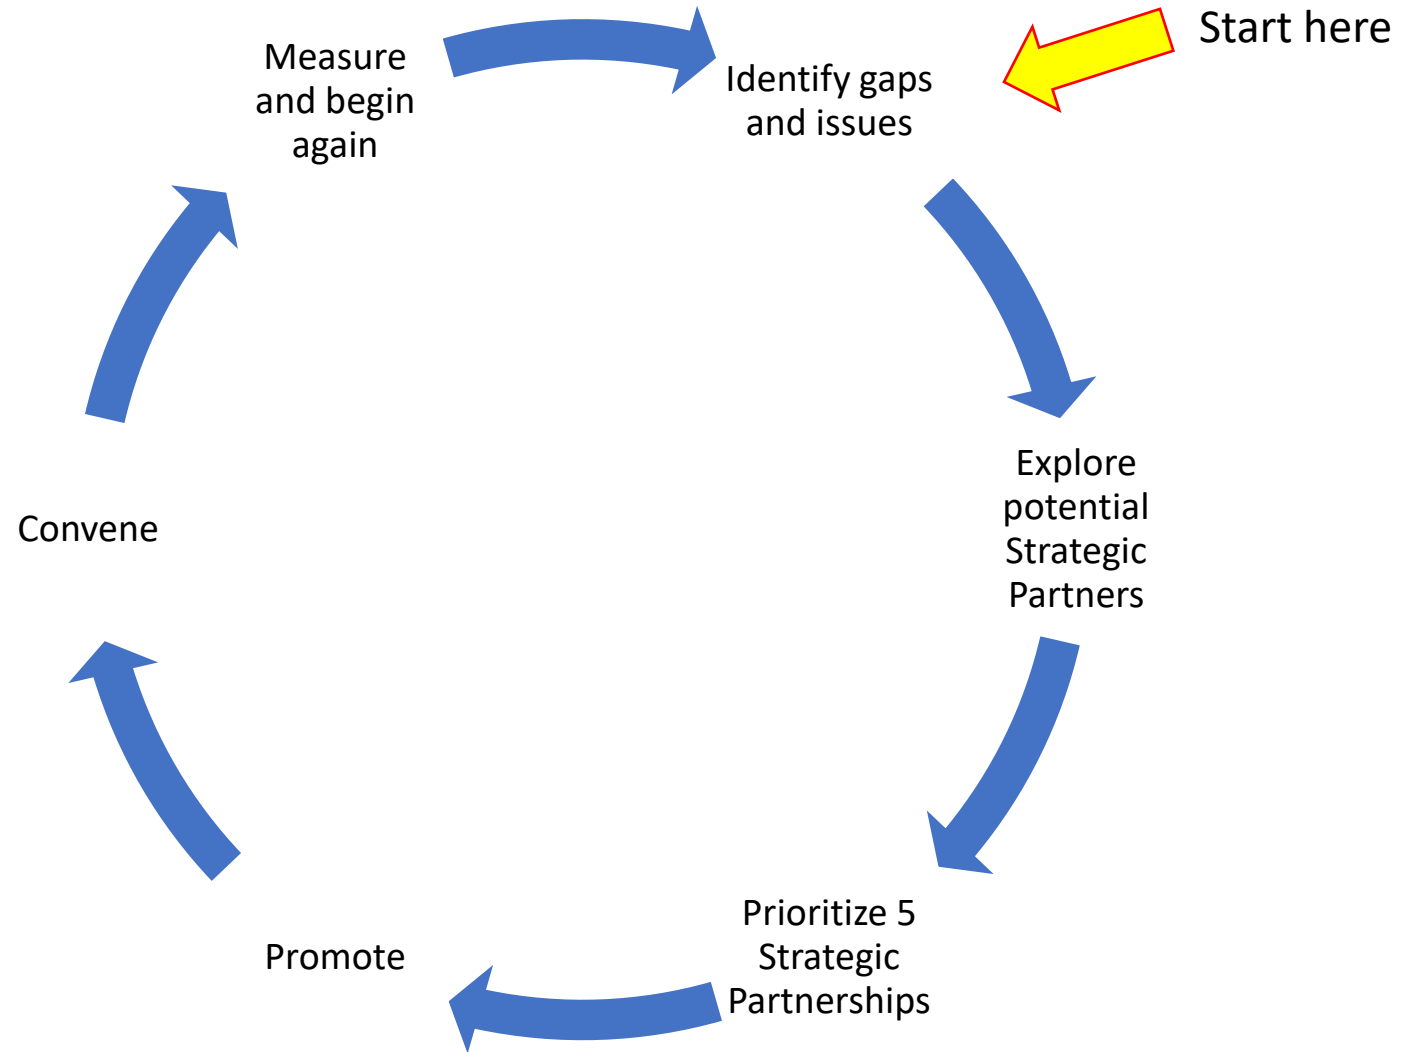 Start here
Identify gaps
and issues
Explore
potential
Strategic
Partners
Prioritize 5
Strategic
Partnerships
Promote
Convene
Measure
and begin
again